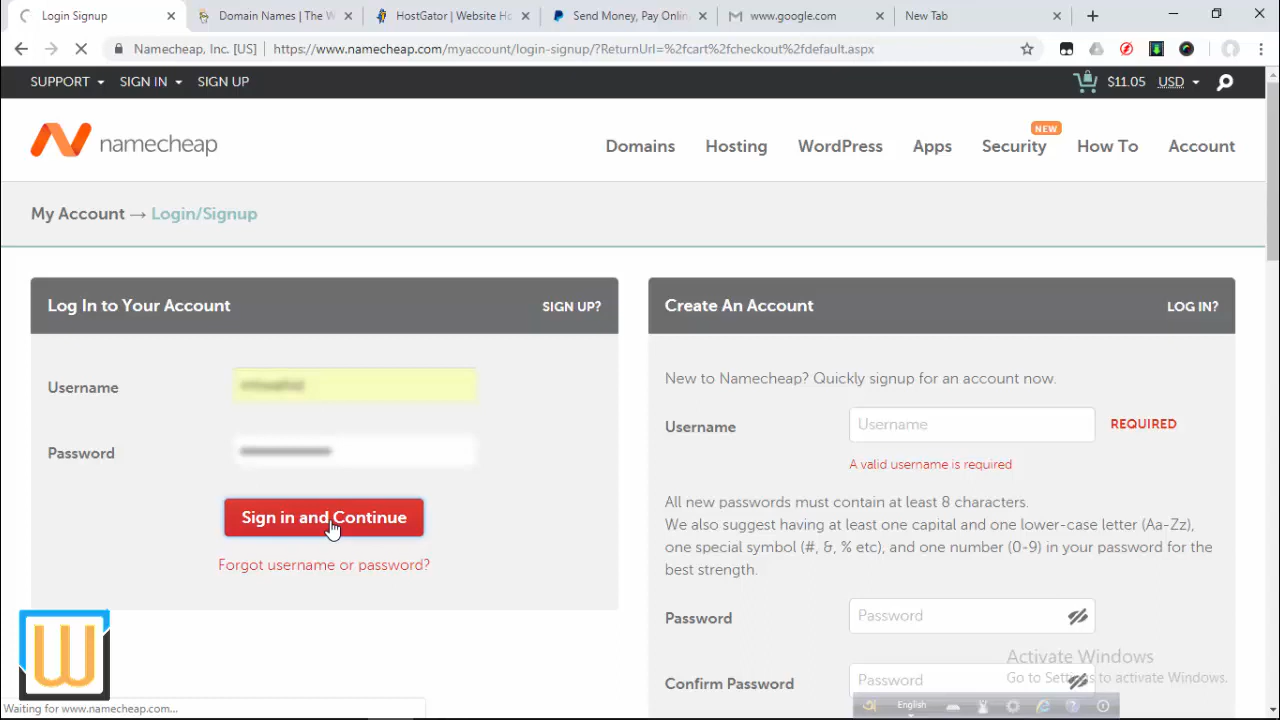 Login Signup
Domain Names | The W
HostGator | Website Ho
Send Money, Pay Onlin
www.google.com
New Tab
Namecheap, Inc. [US] | https://www.namecheap.com/myaccount/login-signup/?ReturnUrl=%2fcart%2fcheckout%2fdefault.aspx
SUPPORT SIGN IN SIGN UP $11.05 USD
namecheap
NEW
Domains Hosting WordPress Apps Security How To Account
My Account → Login/Signup
Log In to Your Account SIGN UP?
Username
Password
Sign in and Continue
Forgot username or password?
Create An Account LOG IN?
New to Namecheap? Quickly signup for an account now.
Username Username REQUIRED
A valid username is required
All new passwords must contain at least 8 characters.
We also suggest having at least one capital and one lower-case letter (Aa-Zz),
one special symbol (#, &, % etc), and one number (0-9) in your password for the
best strength.
Password Password
Confirm Password Password
Activate Windows
Go to Settings to activate Windows.
English
W
Waiting for www.namecheap.com...